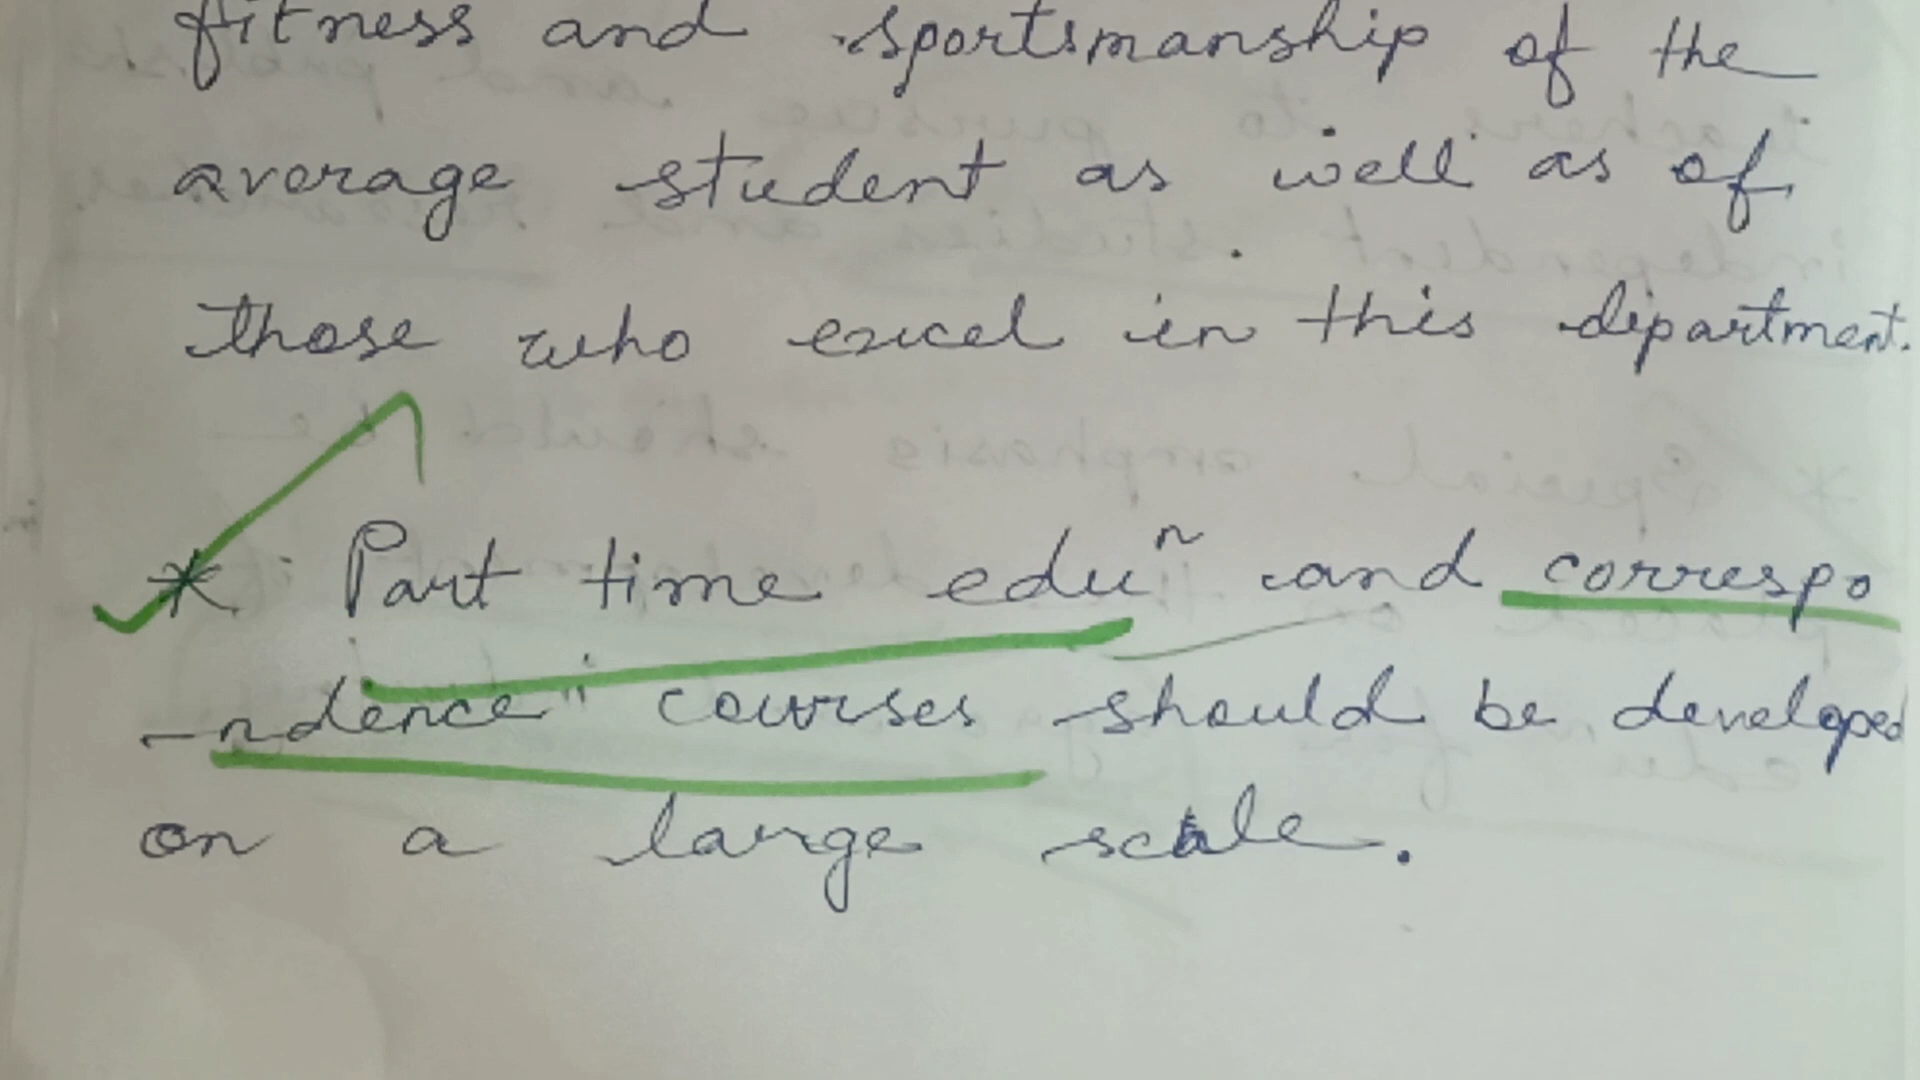 fitness and sportsmanship of the
average student as well as of
those who excel in this dipartment.
* Part time eduⁿ and correspo
-ndence" courses should be developed
on a large scale.